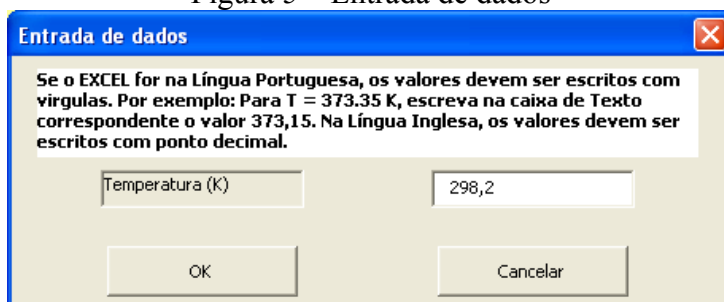 Figura 5 – Entrada de dados
Entrada de dados
Se o EXCEL for na Língua Portuguesa, os valores devem ser escritos com
virgulas. Por exemplo: Para T = 373.35 K, escreva na caixa de Texto
correspondente o valor 373,15. Na Língua Inglesa, os valores devem ser
escritos com ponto decimal.
Temperatura (K)
298,2
OK
Cancelar